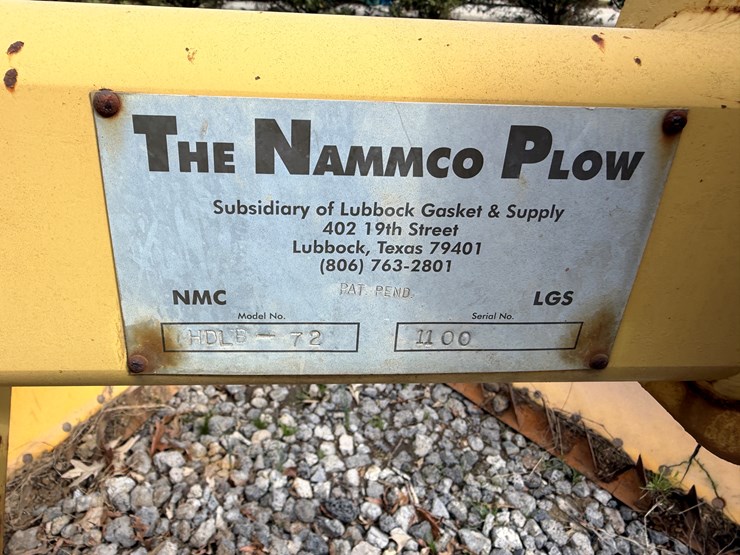 THE NAMMCO PLOW
Subsidiary of Lubbock Gasket & Supply
402 19th Street
Lubbock, Texas 79401
(806) 763-2801
PAT. PEND.
NMC LGS
Model No. Serial No.
- 72 1100